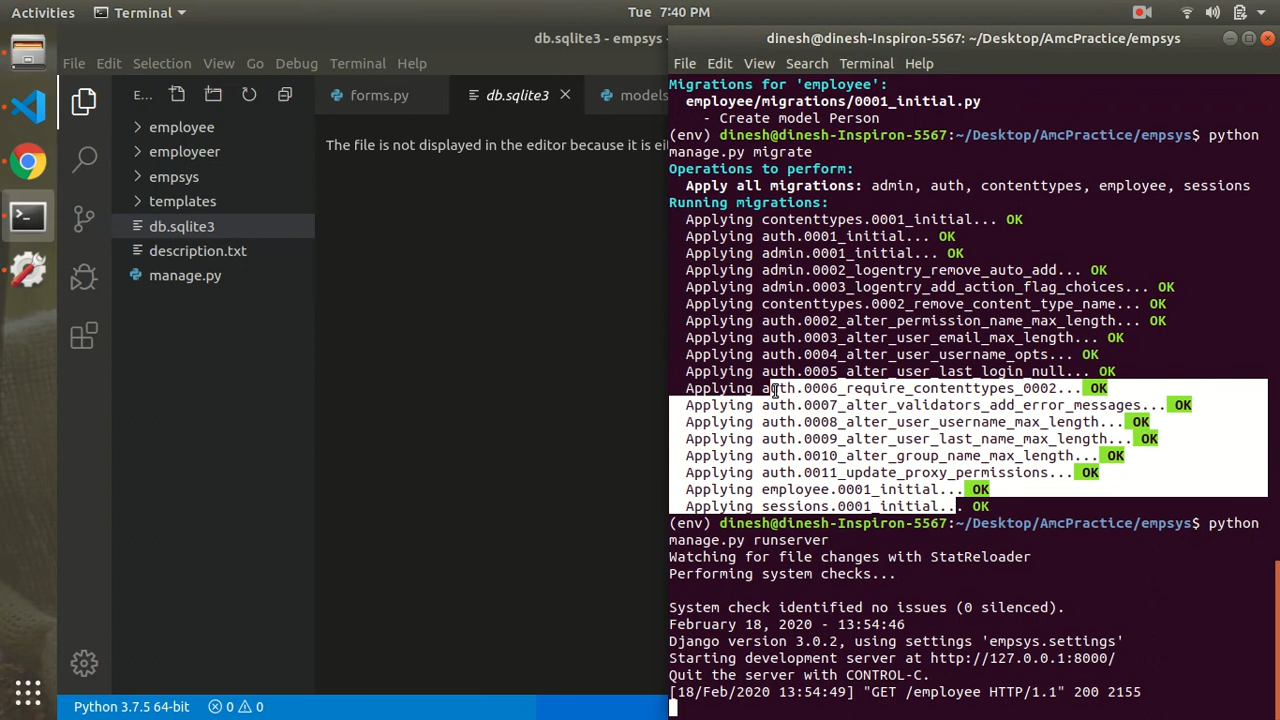 Activities Terminal Tue 7:40 PM
db.sqlite3 - empsys -
File Edit Selection View Go Debug Terminal Help
E...
forms.py
db.sqlite3
models
employee
employeer
empsys
templates
db.sqlite3
description.txt
manage.py
The file is not displayed in the editor because it is ei
Python 3.7.5 64-bit 0 0
dinesh@dinesh-Inspiron-5567: ~/Desktop/AmcPractice/empsys
File Edit View Search Terminal Help
Migrations for 'employee':
employee/migrations/0001_initial.py
- Create model Person
(env) dinesh@dinesh-Inspiron-5567:~/Desktop/AmcPractice/empsys$ python
manage.py migrate
Operations to perform:
Apply all migrations: admin, auth, contenttypes, employee, sessions
Running migrations:
Applying contenttypes.0001_initial... OK
Applying auth.0001_initial... OK
Applying admin.0001_initial... OK
Applying admin.0002_logentry_remove_auto_add... OK
Applying admin.0003_logentry_add_action_flag_choices... OK
Applying contenttypes.0002_remove_content_type_name... OK
Applying auth.0002_alter_permission_name_max_length... OK
Applying auth.0003_alter_user_email_max_length... OK
Applying auth.0004_alter_user_username_opts... OK
Applying auth.0005_alter_user_last_login_null... OK
Applying auth.0006_require_contenttypes_0002... OK
Applying auth.0007_alter_validators_add_error_messages... OK
Applying auth.0008_alter_user_username_max_length... OK
Applying auth.0009_alter_user_last_name_max_length... OK
Applying auth.0010_alter_group_name_max_length... OK
Applying auth.0011_update_proxy_permissions... OK
Applying employee.0001_initial... OK
Applying sessions.0001_initial... OK
(env) dinesh@dinesh-Inspiron-5567:~/Desktop/AmcPractice/empsys$ python
manage.py runserver
Watching for file changes with StatReloader
Performing system checks...
System check identified no issues (0 silenced).
February 18, 2020 - 13:54:46
Django version 3.0.2, using settings 'empsys.settings'
Starting development server at http://127.0.0.1:8000/
Quit the server with CONTROL-C.
[18/Feb/2020 13:54:49] "GET /employee HTTP/1.1" 200 2155